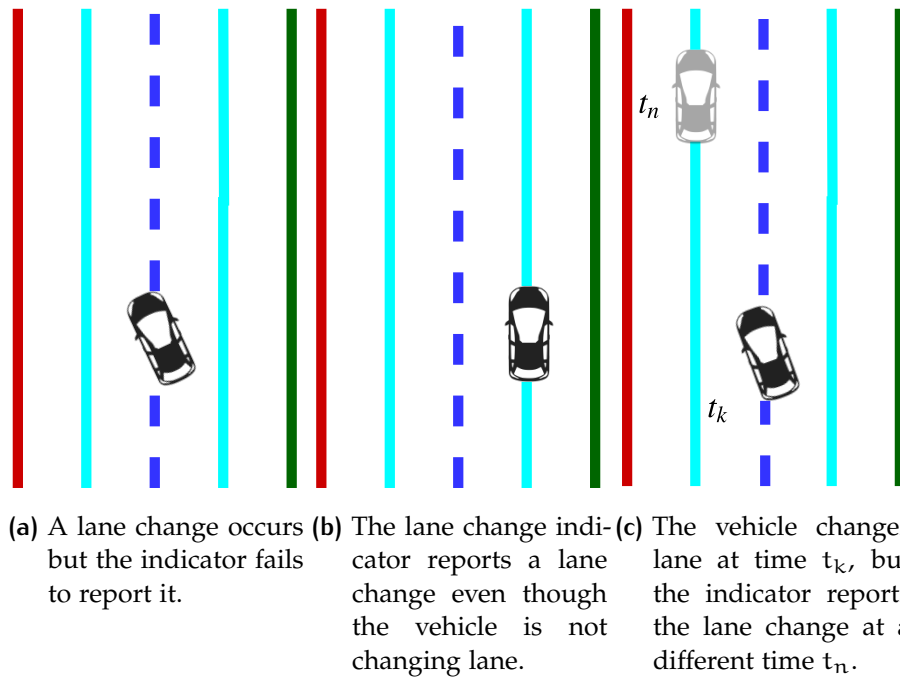 t_n
t_k
(a) A lane change occurs
but the indicator fails
to report it.
(b) The lane change indi-
cator reports a lane
change even though
the vehicle is not
changing lane.
(c) The vehicle change
lane at time t_k, bu
the indicator report
the lane change at a
different time t_n.